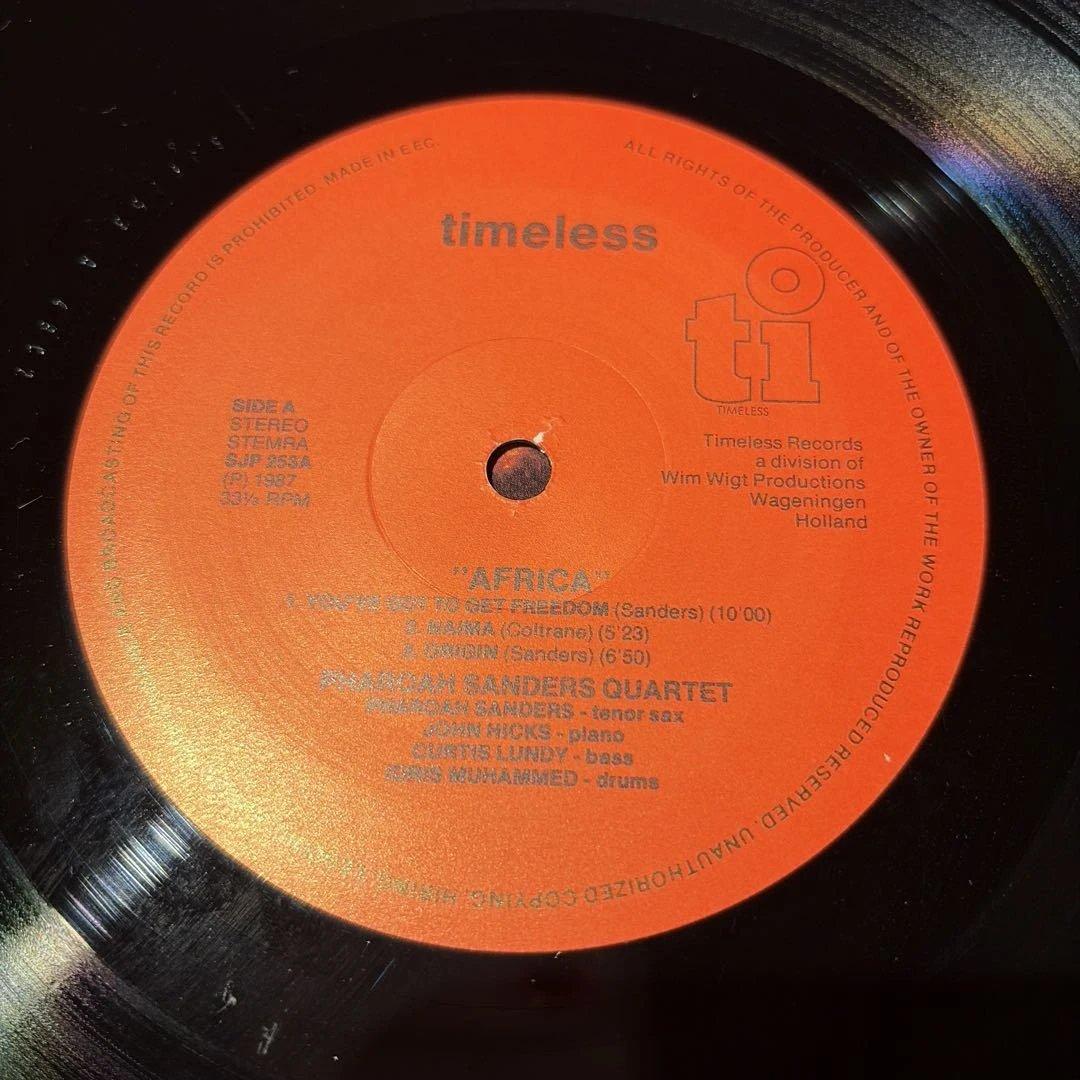 ALL RIGHTS OF THE PRODUCER AND OF THE OWNER OF THE WORK REPRODUCED RESERVED. UNAUTHORIZED COPYING, HIRING, BROADCASTING OF THIS RECORD IS PROHIBITED. MADE IN E.E.C.
timeless
ti
TIMELESS
SIDE A
STEREO
STEMRA
SJP 253A
(P) 1987
33⅓ RPM
Timeless Records
a division of
Wim Wigt Productions
Wageningen
Holland
"AFRICA"
1. YOU'VE GOT TO GET FREEDOM (Sanders) (10'00)
2. NAIMA (Coltrane) (5'23)
3. ORIGIN (Sanders) (6'50)
PHAROAH SANDERS QUARTET
PHAROAH SANDERS - tenor sax
JOHN HICKS - piano
CURTIS LUNDY - bass
IDRIS MUHAMMED - drums